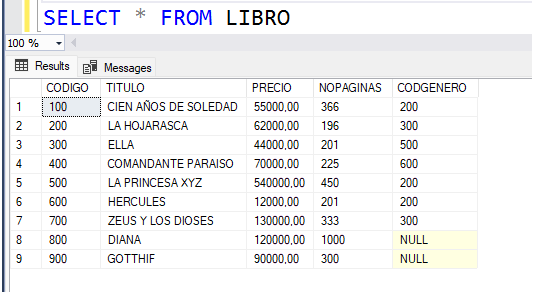 SELECT * FROM LIBRO
100 %
Results Messages
CODIGO TITULO PRECIO NOPAGINAS CODGENERO
1 100 CIEN AÑOS DE SOLEDAD 55000,00 366 200
2 200 LA HOJARASCA 62000,00 196 300
3 300 ELLA 44000,00 201 500
4 400 COMANDANTE PARAISO 70000,00 225 600
5 500 LA PRINCESA XYZ 540000,00 450 200
6 600 HERCULES 12000,00 201 200
7 700 ZEUS Y LOS DIOSES 130000,00 333 300
8 800 DIANA 120000,00 1000 NULL
9 900 GOTTHIF 90000,00 300 NULL